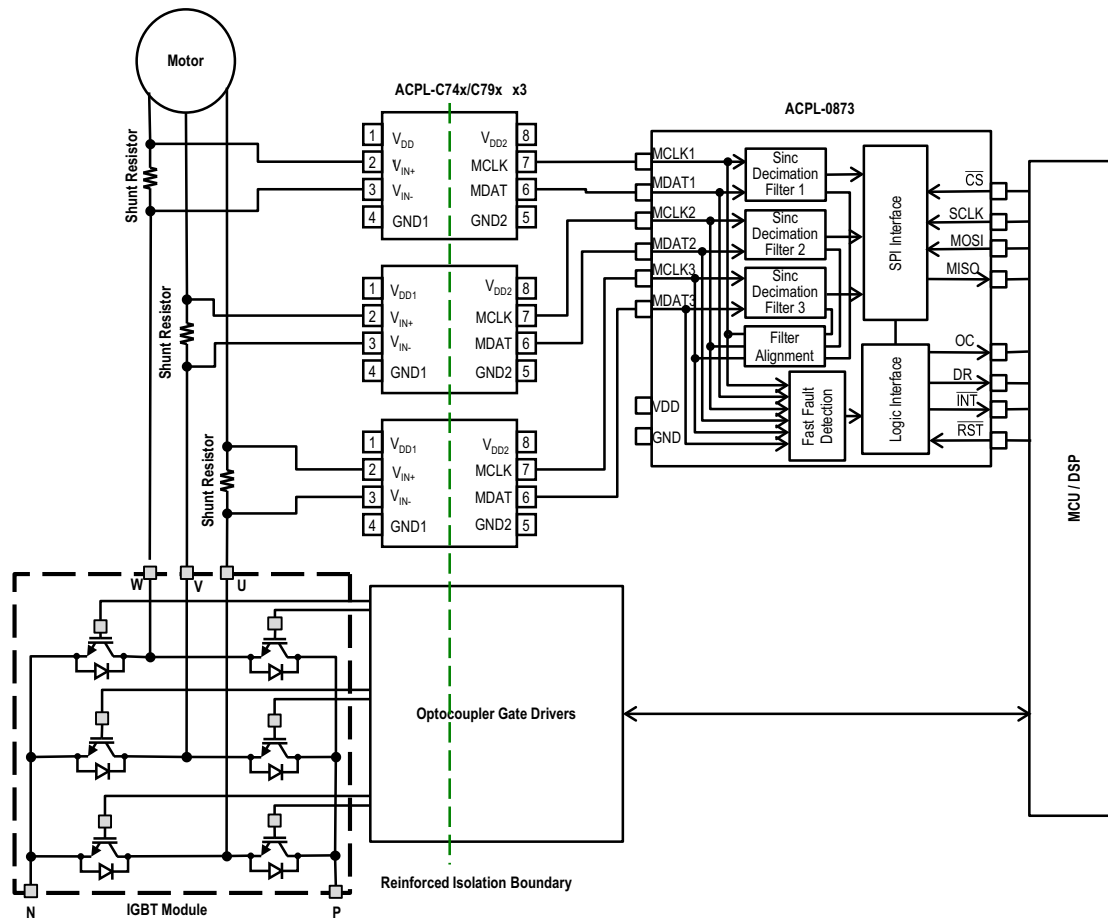 Motor
Shunt Resistor
Shunt Resistor
Shunt Resistor
ACPL-C74x/C79x x3
1 VDD VDD2 8
2 VIN+ MCLK 7
3 VIN- MDAT 6
4 GND1 GND2 5
1 VDD1 VDD2 8
2 VIN+ MCLK 7
3 VIN- MDAT 6
4 GND1 GND2 5
1 VDD1 VDD2 8
2 VIN+ MCLK 7
3 VIN- MDAT 6
4 GND1 GND2 5
ACPL-0873
MCLK1
MDAT1
MCLK2
MDAT2
MCLK3
MDAT3
VDD
GND
Sinc
Decimation
Filter 1
Sinc
Decimation
Filter 2
Sinc
Decimation
Filter 3
Filter
Alignment
Fast Fault
Detection
SPI Interface
Logic Interface
CS
SCLK
MOSI
MISO
OC
DR
INT
RST
MCU / DSP
W V U
Optocoupler Gate Drivers
Reinforced Isolation Boundary
N IGBT Module P